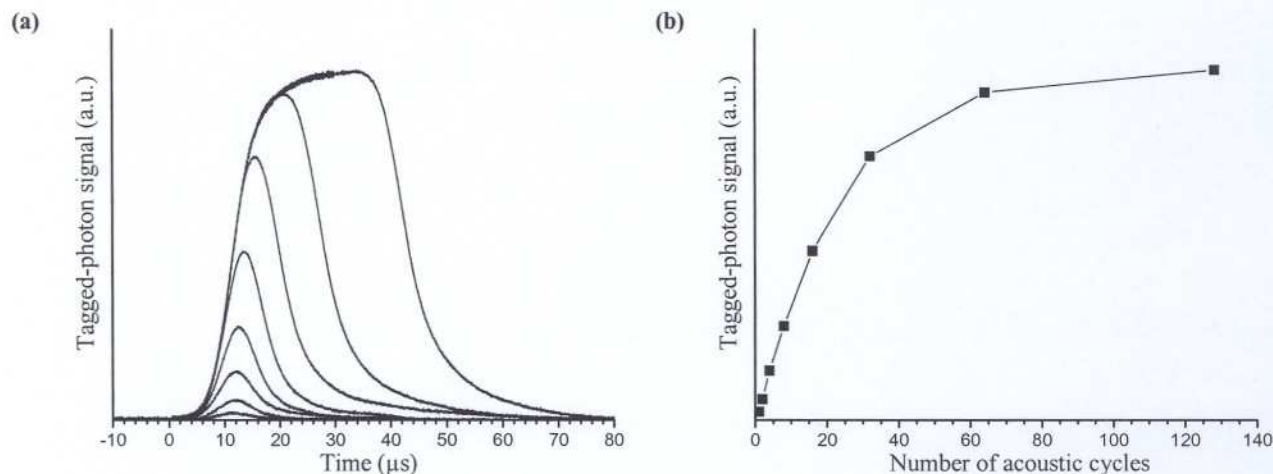 (a)
Tagged-photon signal (a.u.)
-10 0 10 20 30 40 50 60 70 80
Time (µs)
(b)
Tagged-photon signal (a.u.)
0 20 40 60 80 100 120 140
Number of acoustic cycles